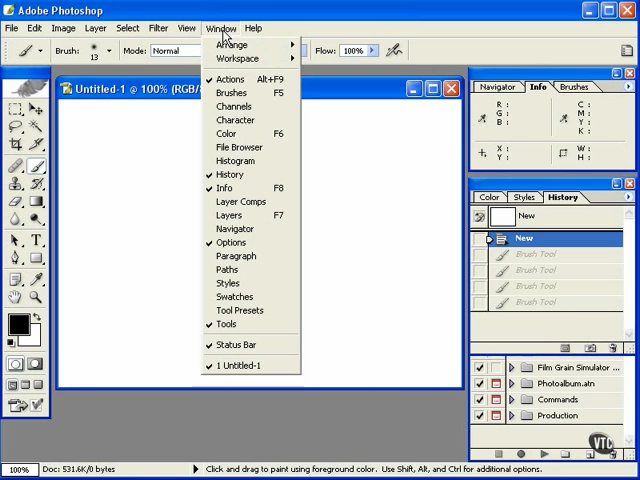 Adobe Photoshop
File Edit Image Layer Select Filter View Window Help
Brush: 13 Mode: Normal Flow: 100%
Untitled-1 @ 100% (RGB/8
Arrange
Workspace
Actions Alt+F9
Brushes F5
Channels
Character
Color F6
File Browser
Histogram
History
Info F8
Layer Comps
Layers F7
Navigator
Options
Paragraph
Paths
Styles
Swatches
Tool Presets
Tools
Status Bar
1 Untitled-1
Navigator Info Brushes
R : C :
G : M :
B : Y :
K :
X : W :
Y : H :
Color Styles History
New
New
Brush Tool
Brush Tool
Brush Tool
Brush Tool
Film Grain Simulator ...
Photoalbum.atn
Commands
Production
VTC
100% Doc: 531.6K/0 bytes Click and drag to paint using foreground color. Use Shift, Alt, and Ctrl for additional options.